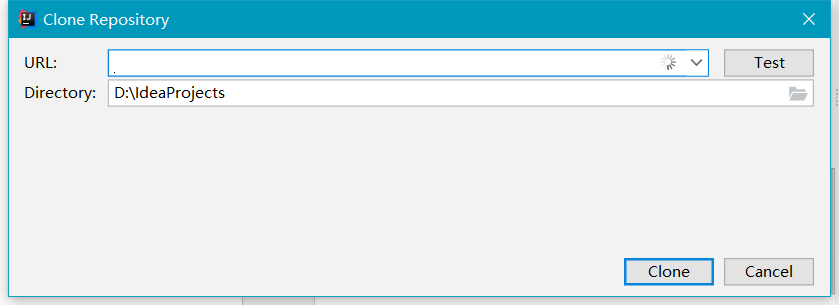 Clone Repository
URL:
Test
Directory: D:\IdeaProjects
Clone Cancel